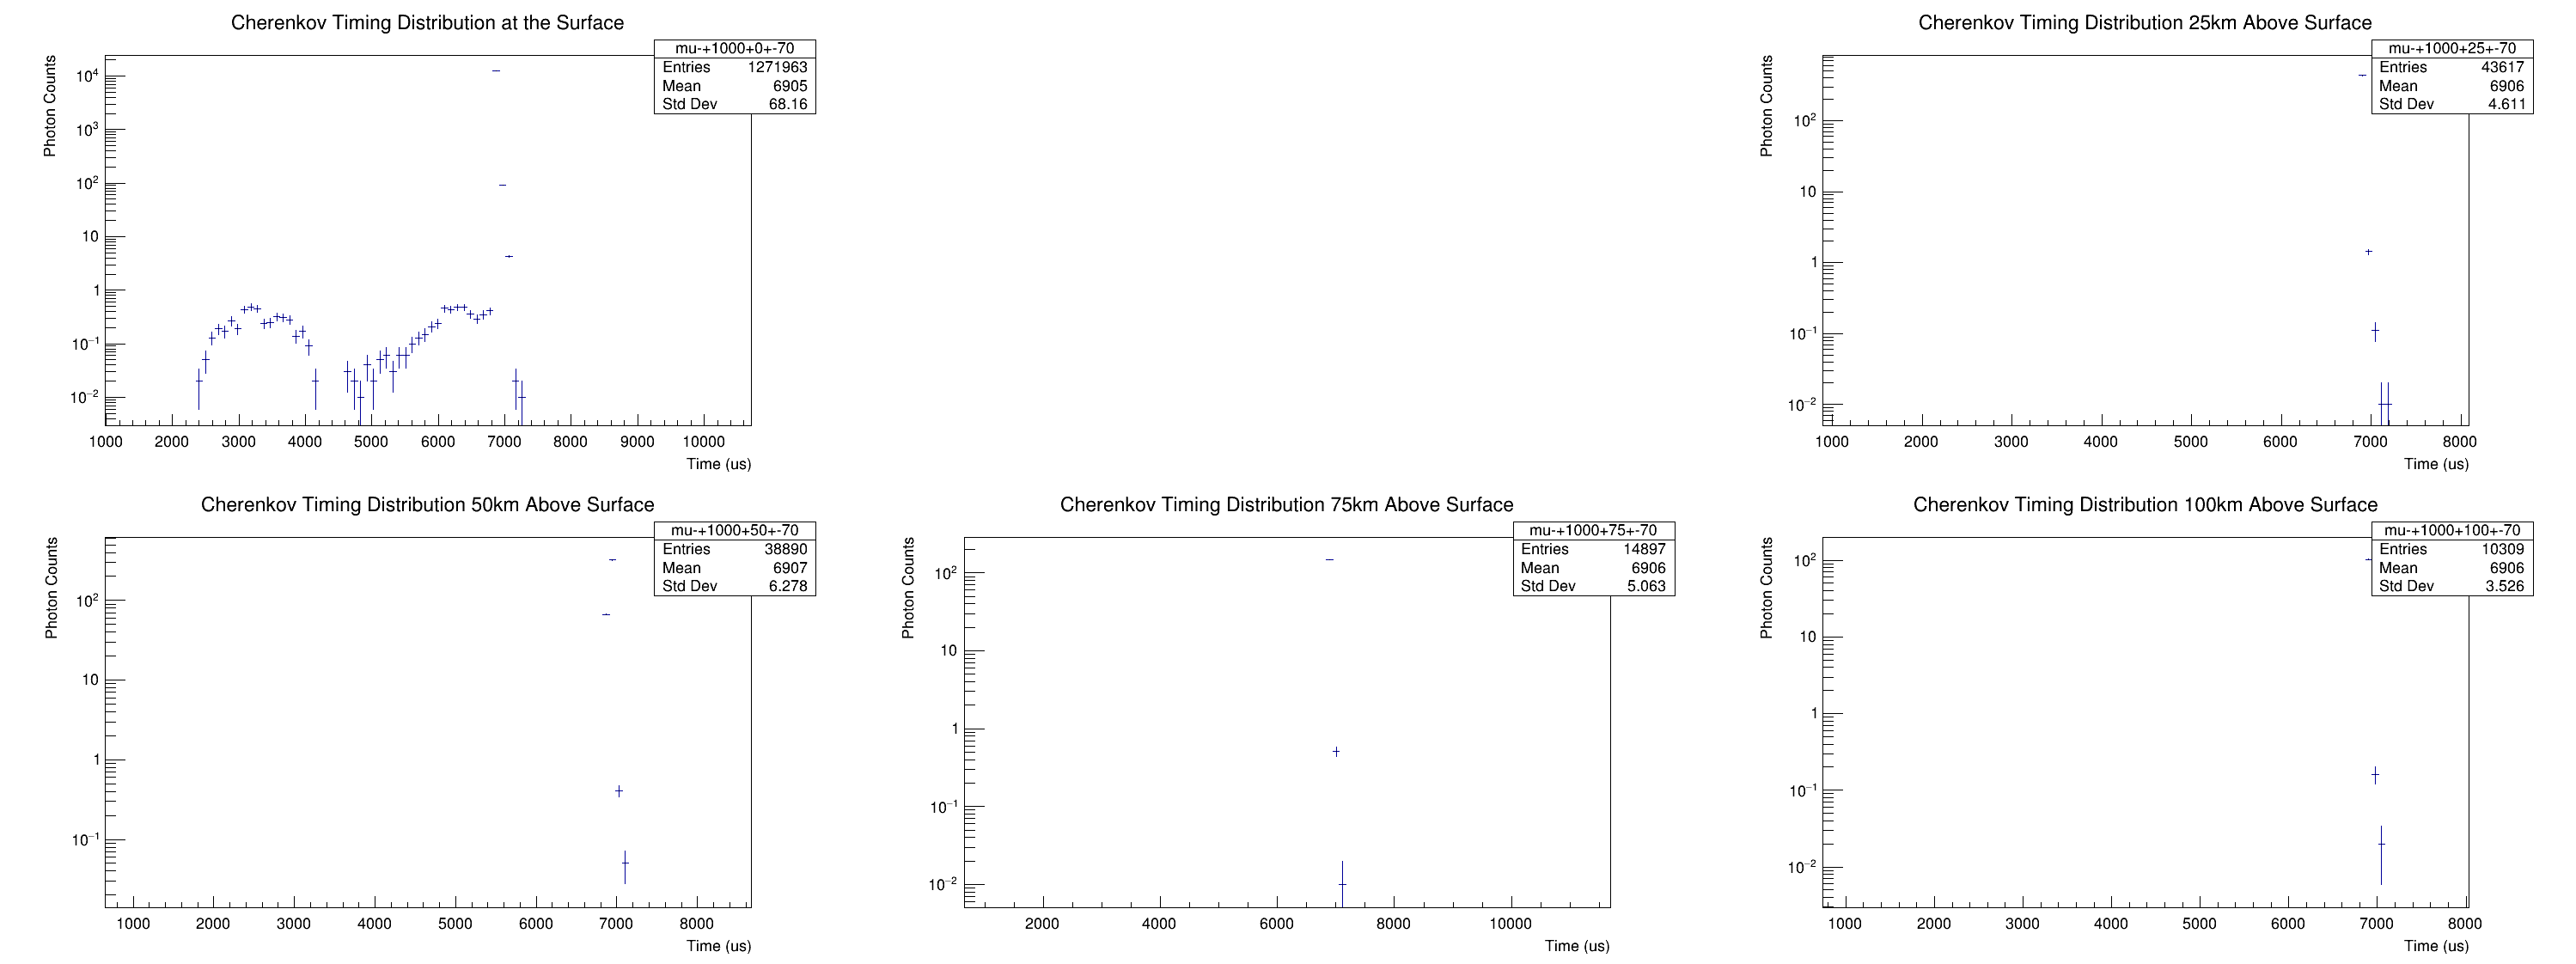 Cherenkov Timing Distribution at the Surface
mu-+1000+0+-70
Entries 1271963
Mean 6905
Std Dev 68.16
Photon Counts
10^4
10^3
10^2
10
1
10^−1
10^−2
1000 2000 3000 4000 5000 6000 7000 8000 9000 10000
Time (us)
Cherenkov Timing Distribution 25km Above Surface
mu-+1000+25+-70
Entries 43617
Mean 6906
Std Dev 4.611
Photon Counts
10^2
10
1
10^−1
10^−2
1000 2000 3000 4000 5000 6000 7000 8000
Time (us)
Cherenkov Timing Distribution 50km Above Surface
mu-+1000+50+-70
Entries 38890
Mean 6907
Std Dev 6.278
Photon Counts
10^2
10
1
10^−1
1000 2000 3000 4000 5000 6000 7000 8000
Time (us)
Cherenkov Timing Distribution 75km Above Surface
mu-+1000+75+-70
Entries 14897
Mean 6906
Std Dev 5.063
Photon Counts
10^2
10
1
10^−1
10^−2
2000 4000 6000 8000 10000
Time (us)
Cherenkov Timing Distribution 100km Above Surface
mu-+1000+100+-70
Entries 10309
Mean 6906
Std Dev 3.526
Photon Counts
10^2
10
1
10^−1
10^−2
1000 2000 3000 4000 5000 6000 7000 8000
Time (us)